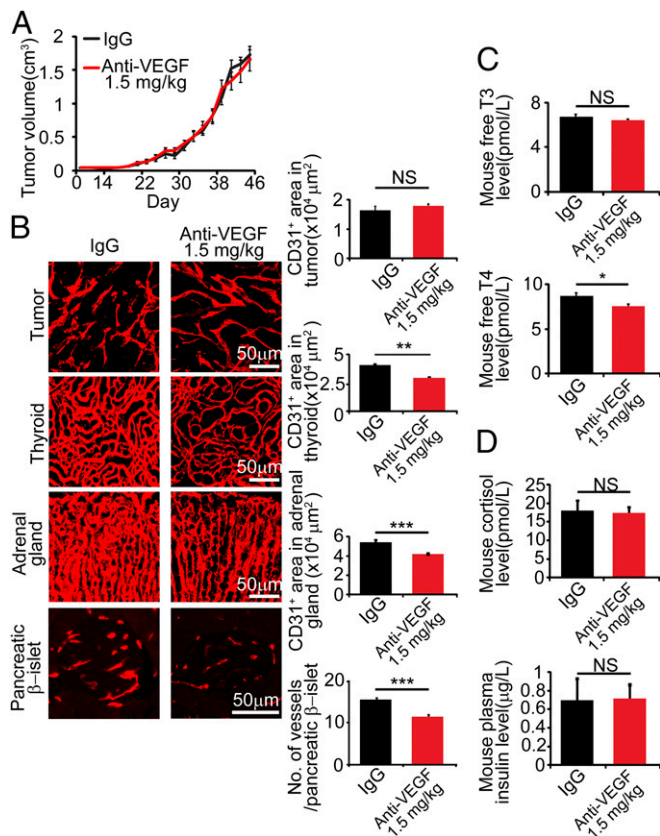 A
IgG
Anti-VEGF
1.5 mg/kg
Tumor volume(cm3)
2
1.5
1
0.5
0
1 14 22 30 38 46
Day
B
IgG
Anti-VEGF
1.5 mg/kg
Tumor
50μm
Thyroid
50μm
Adrenal
gland
50μm
Pancreatic
β–islet
50μm
CD31+ area in
tumor(x10⁴ μm²)
NS
2
1
0
IgG
Anti-VEGF
1.5 mg/kg
CD31+ area in
thyroid(x10⁴ μm²)
**
5
2.5
0
IgG
Anti-VEGF
1.5 mg/kg
CD31+ area in adrenal
gland (x10⁴ μm²)
***
6
4
2
0
IgG
Anti-VEGF
1.5 mg/kg
No. of vessels
/pancreatic β–islet
***
20
10
0
IgG
Anti-VEGF
1.5 mg/kg
C
Mouse free T3
level(pmol/L)
NS
8
6
4
2
0
IgG
Anti-VEGF
1.5 mg/kg
Mouse free T4
level(pmol/L)
*
10
5
0
IgG
Anti-VEGF
1.5 mg/kg
D
Mouse cortisol
level(pmol/L)
NS
25
20
15
10
5
0
IgG
Anti-VEGF
1.5 mg/kg
Mouse plasma
insulin level(μg/L)
NS
1
0.8
0.6
0.4
0.2
0
IgG
Anti-VEGF
1.5 mg/kg